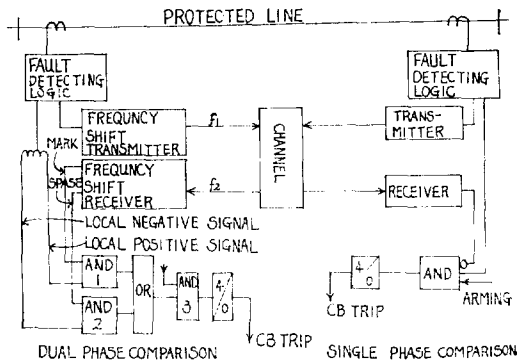 PROTECTED LINE
FAULT
DETECTING
LOGIC
FAULT
DETECTING
LOGIC
FREQUNCY
SHIFT
TRANSMITTER
f1
CHANNEL
TRANS-
MITTER
MARK
SPASE
FREQUNCY
SHIFT
RECEIVER
f2
RECEIVER
LOCAL NEGATIVE SIGNAL
LOCAL POSITIVE SIGNAL
AND
1
OR
AND
3
4/0
4/0
AND
AND
2
ARMING
CB TRIP
CB TRIP
DUAL PHASE COMPARISON
SINGLE PHASE COMPARISON